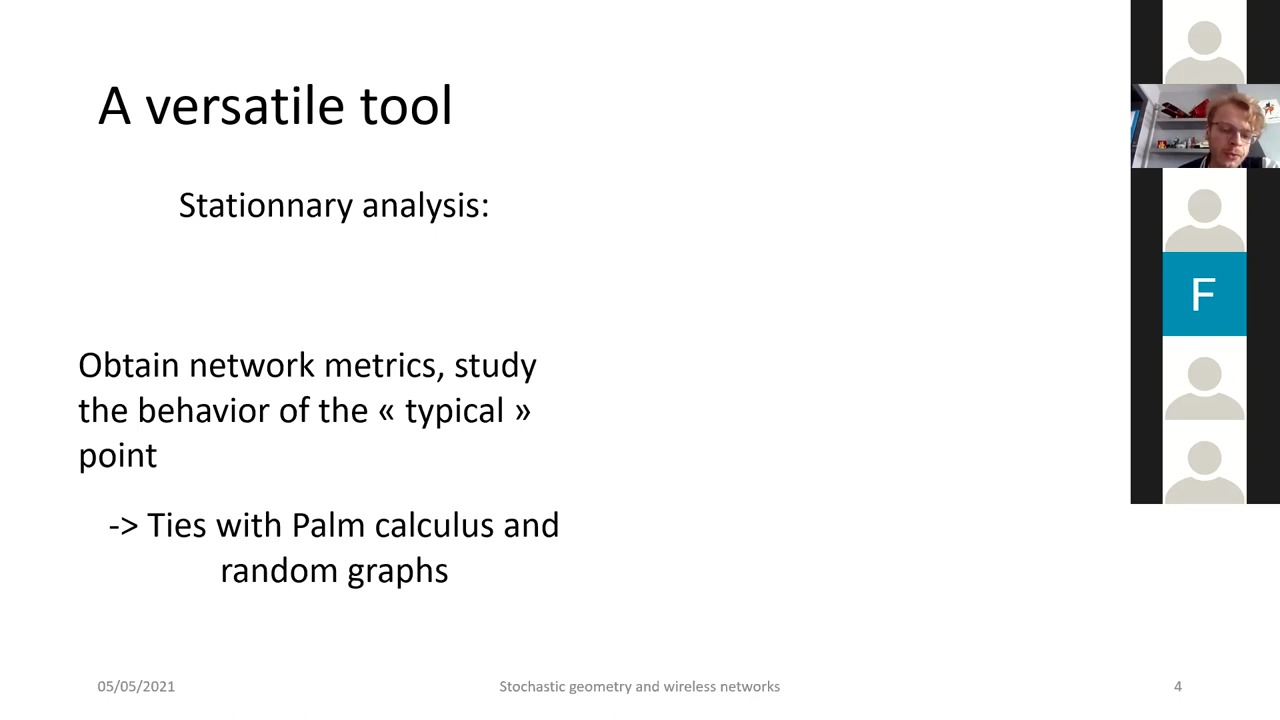 A versatile tool
Stationnary analysis:
Obtain network metrics, study
the behavior of the « typical »
point
-> Ties with Palm calculus and
random graphs
F
05/05/2021
Stochastic geometry and wireless networks
4